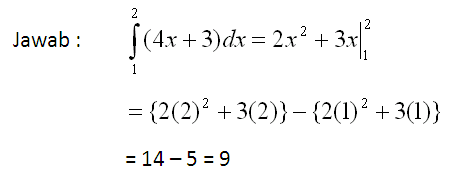 Jawab : ∫₁² (4x + 3)dx = 2x² + 3x|₁²
= {2(2)² + 3(2)} – {2(1)² + 3(1)}
= 14 – 5 = 9